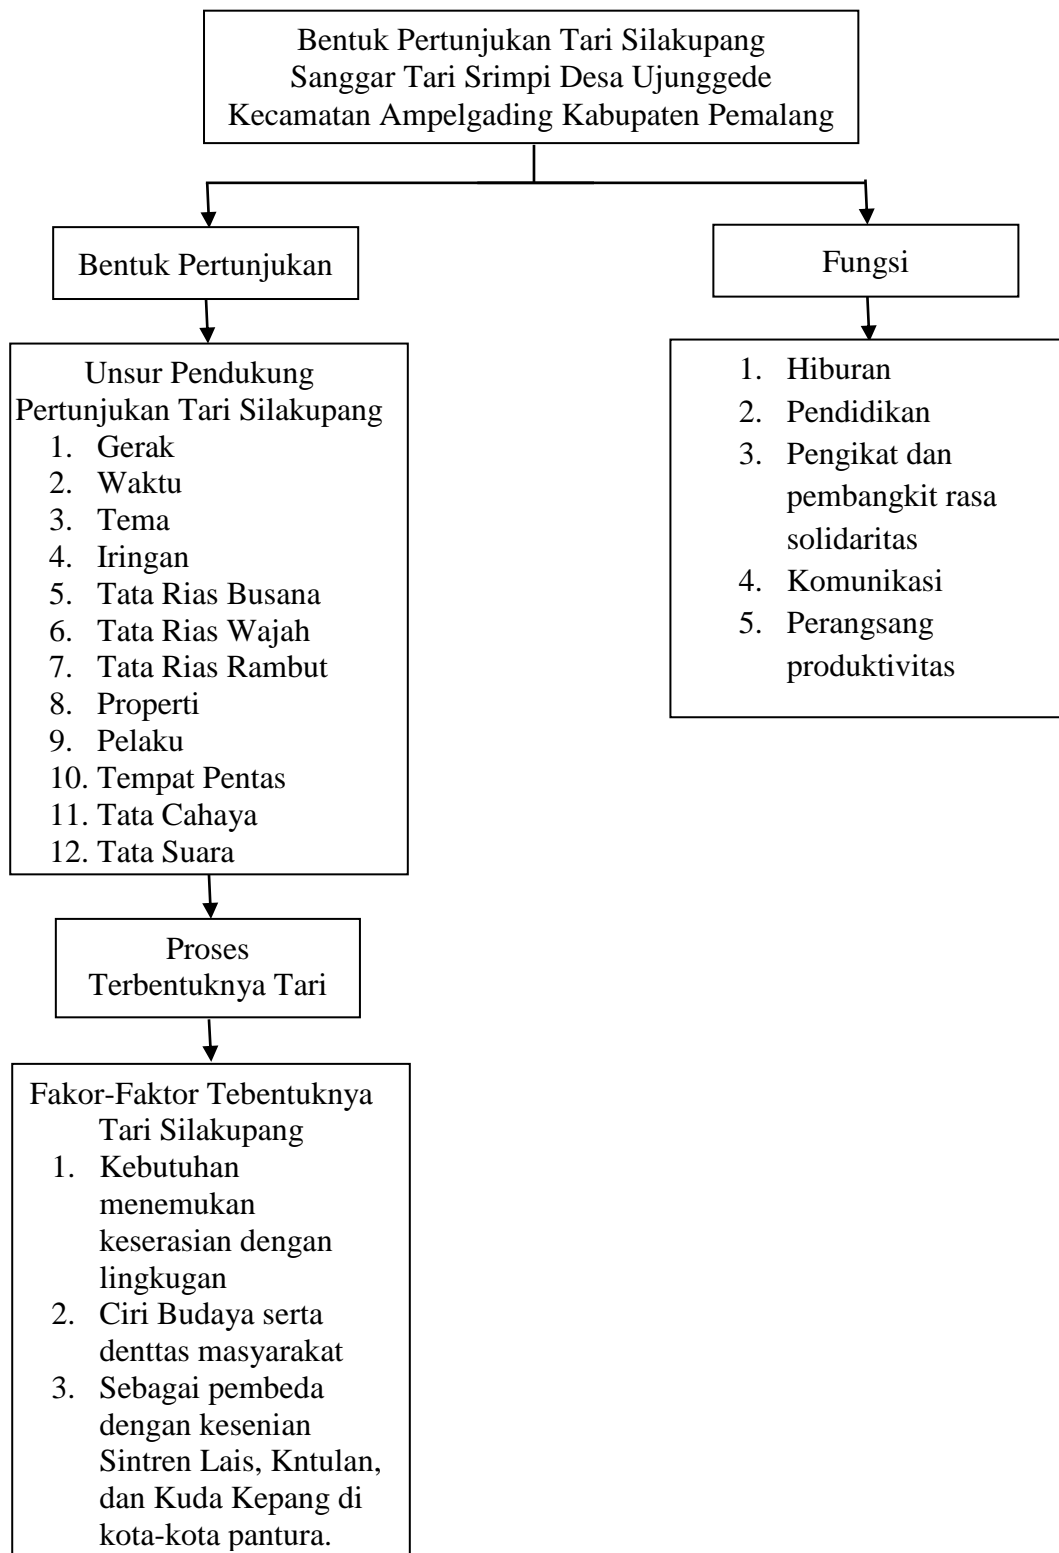 Bentuk Pertunjukan Tari Silakupang
Sanggar Tari Srimpi Desa Ujunggede
Kecamatan Ampelgading Kabupaten Pemalang
Bentuk Pertunjukan
Fungsi
Unsur Pendukung
Pertunjukan Tari Silakupang
1. Gerak
2. Waktu
3. Tema
4. Iringan
5. Tata Rias Busana
6. Tata Rias Wajah
7. Tata Rias Rambut
8. Properti
9. Pelaku
10. Tempat Pentas
11. Tata Cahaya
12. Tata Suara
1. Hiburan
2. Pendidikan
3. Pengikat dan
pembangkit rasa
solidaritas
4. Komunikasi
5. Perangsang
produktivitas
Proses
Terbentuknya Tari
Fakor-Faktor Tebentuknya
Tari Silakupang
1. Kebutuhan
menemukan
keserasian dengan
lingkugan
2. Ciri Budaya serta
denttas masyarakat
3. Sebagai pembeda
dengan kesenian
Sintren Lais, Kntulan,
dan Kuda Kepang di
kota-kota pantura.